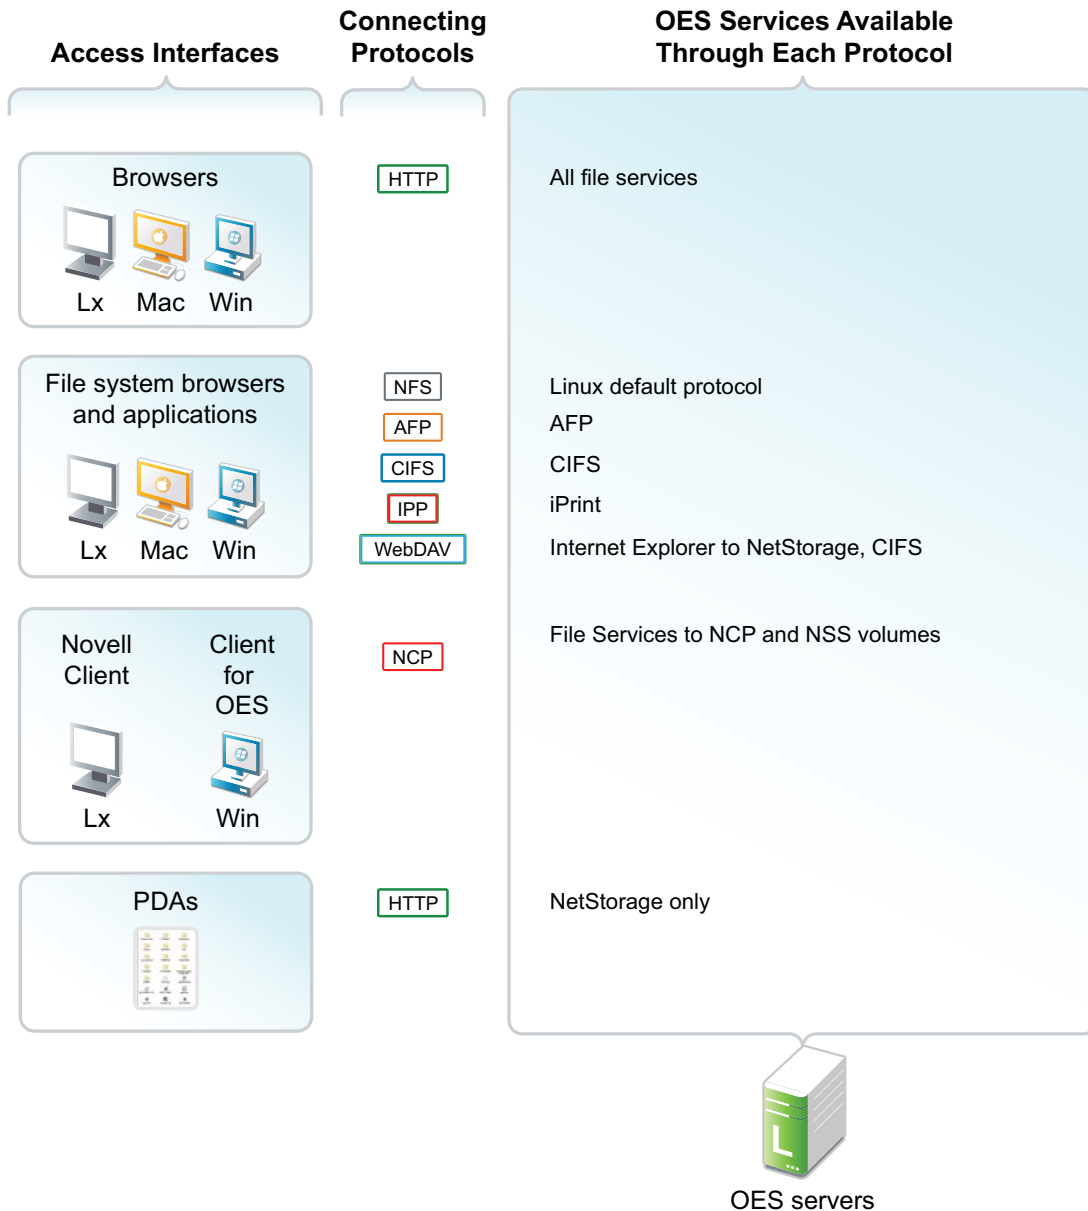 Access Interfaces
Connecting
Protocols
OES Services Available
Through Each Protocol
Browsers
Lx
Mac
Win
HTTP
All file services
File system browsers
and applications
Lx
Mac
Win
NFS
Linux default protocol
AFP
AFP
CIFS
CIFS
IPP
iPrint
WebDAV
Internet Explorer to NetStorage, CIFS
Novell
Client
Client
for
OES
Lx
Win
NCP
File Services to NCP and NSS volumes
PDAs
HTTP
NetStorage only
L
OES servers